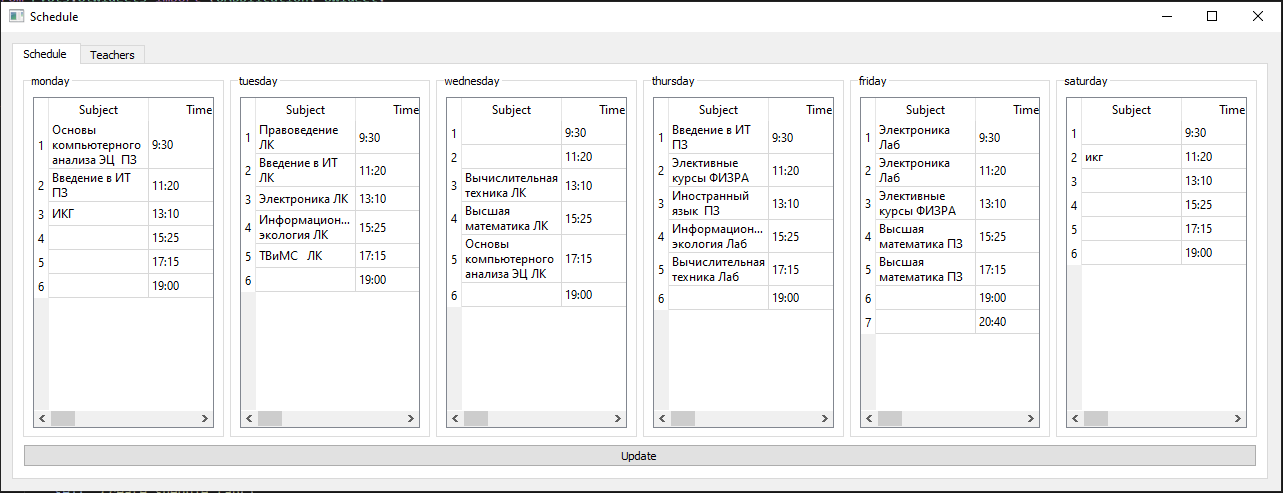 Schedule
Schedule Teachers
monday
Subject Time
1 Основы компьютерного анализа ЭЦ ПЗ 9:30
2 Введение в ИТ ПЗ 11:20
3 ИКГ 13:10
4 15:25
5 17:15
6 19:00
tuesday
Subject Time
1 Правоведение ЛК 9:30
2 Введение в ИТ ЛК 11:20
3 Электроника ЛК 13:10
4 Информацион... экология ЛК 15:25
5 ТВиМС ЛК 17:15
6 19:00
wednesday
Subject Time
1 9:30
2 11:20
3 Вычислительная техника ЛК 13:10
4 Высшая математика ЛК 15:25
5 Основы компьютерного анализа ЭЦ ЛК 17:15
6 19:00
thursday
Subject Time
1 Введение в ИТ ПЗ 9:30
2 Элективные курсы ФИЗРА 11:20
3 Иностранный язык ПЗ 13:10
4 Информацион... экология Лаб 15:25
5 Вычислительная техника Лаб 17:15
6 19:00
friday
Subject Time
1 Электроника Лаб 9:30
2 Электроника Лаб 11:20
3 Элективные курсы ФИЗРА 13:10
4 Высшая математика ПЗ 15:25
5 Высшая математика ПЗ 17:15
6 19:00
7 20:40
saturday
Subject Time
1 9:30
2 икг 11:20
3 13:10
4 15:25
5 17:15
6 19:00
Update